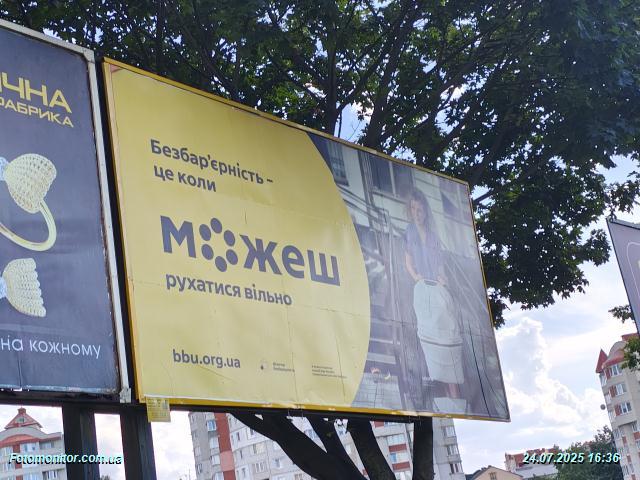 ІЧНА
ФАБРИКА
на кожному
Безбар'єрність –
це коли
можеш
рухатися вільно
bbu.org.ua
Fotomonitor.com.ua
24.07.2025 16:36